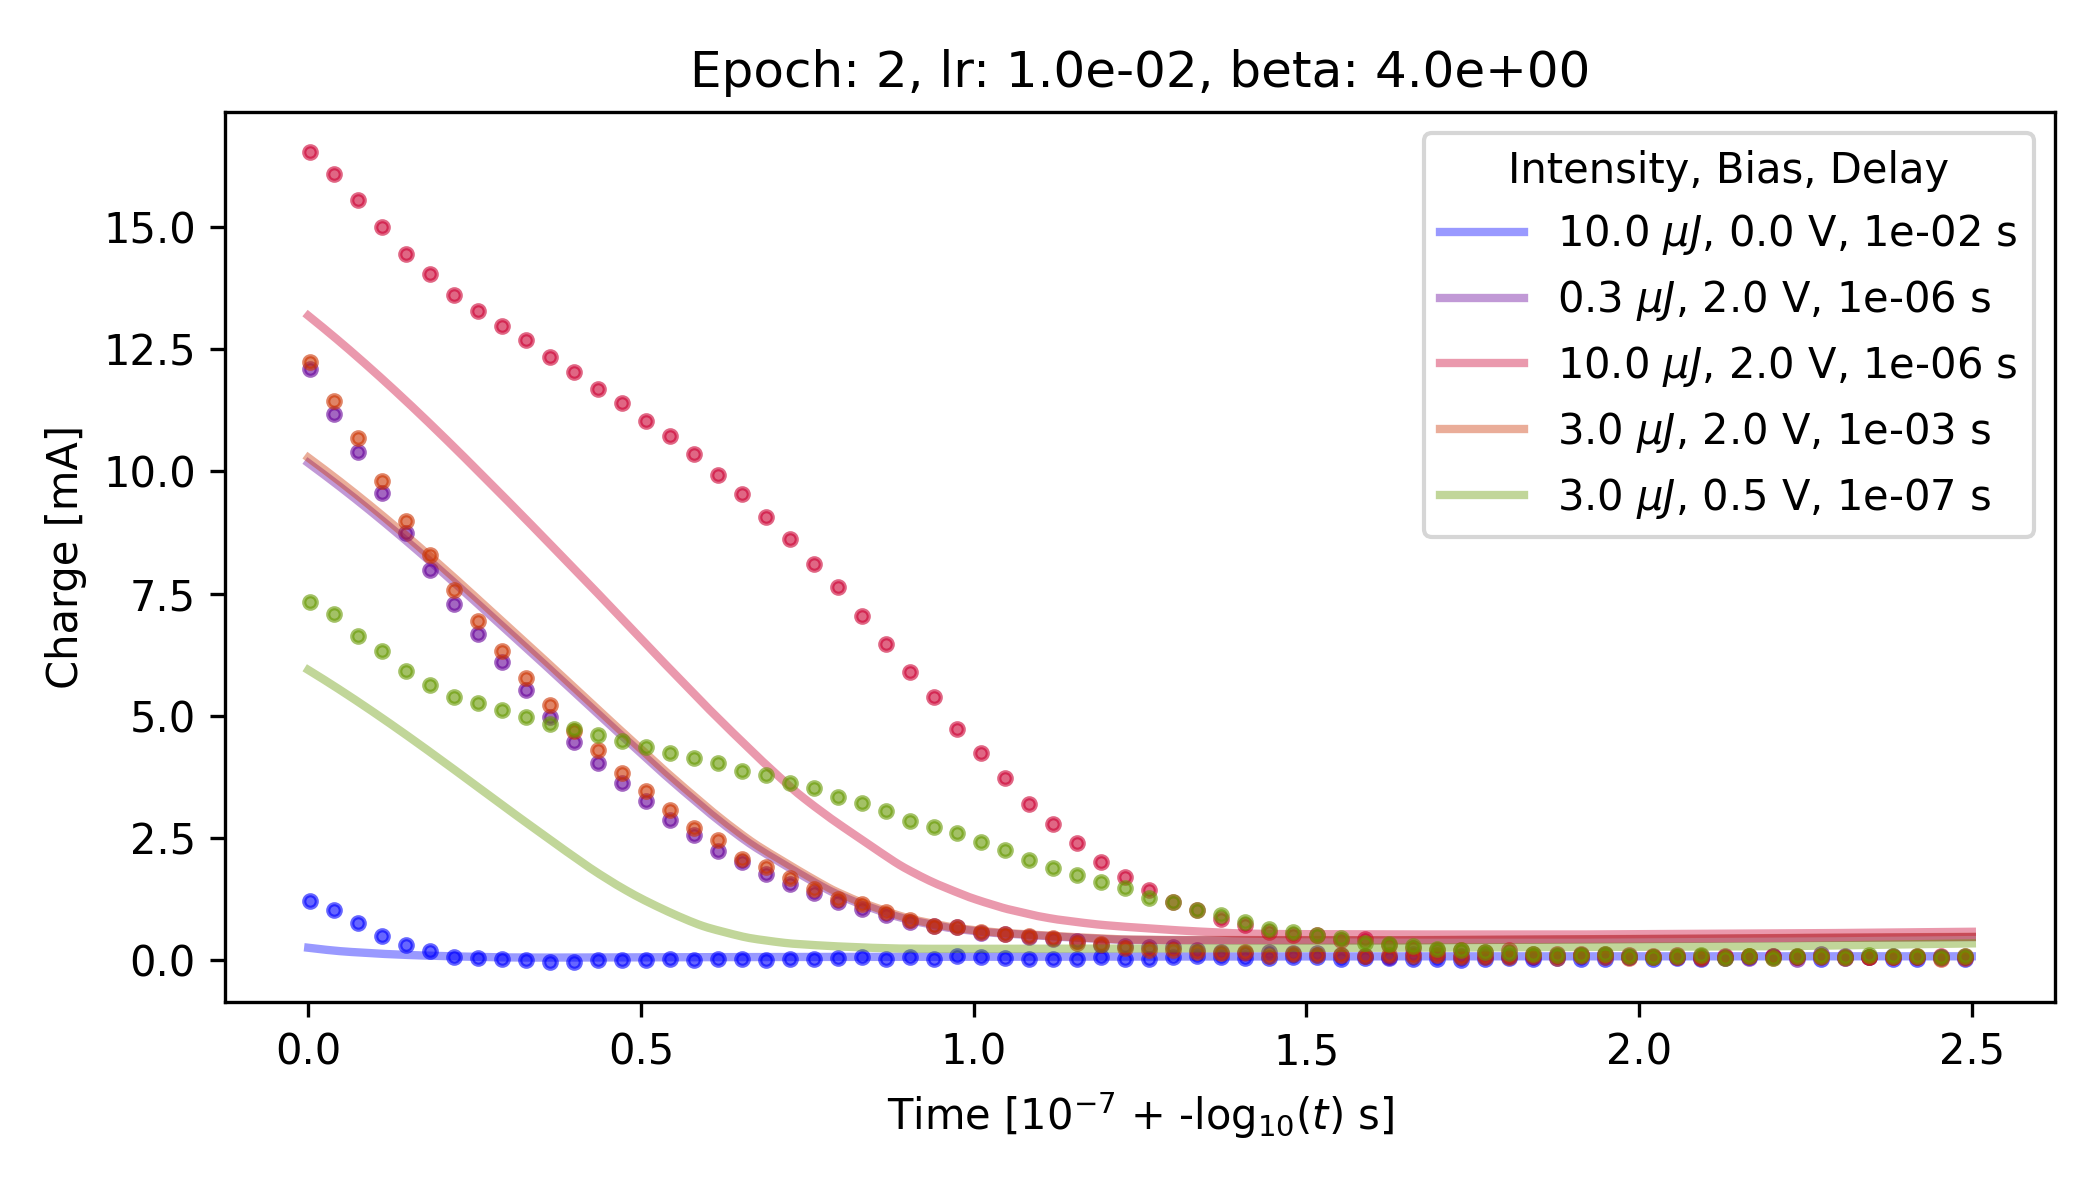 Epoch: 2, lr: 1.0e-02, beta: 4.0e+00
Charge [mA]
15.0
12.5
10.0
7.5
5.0
2.5
0.0
Intensity, Bias, Delay
10.0 μJ, 0.0 V, 1e-02 s
0.3 μJ, 2.0 V, 1e-06 s
10.0 μJ, 2.0 V, 1e-06 s
3.0 μJ, 2.0 V, 1e-03 s
3.0 μJ, 0.5 V, 1e-07 s
0.0 0.5 1.0 1.5 2.0 2.5
Time [10⁻⁷ + -log₁₀(t) s]